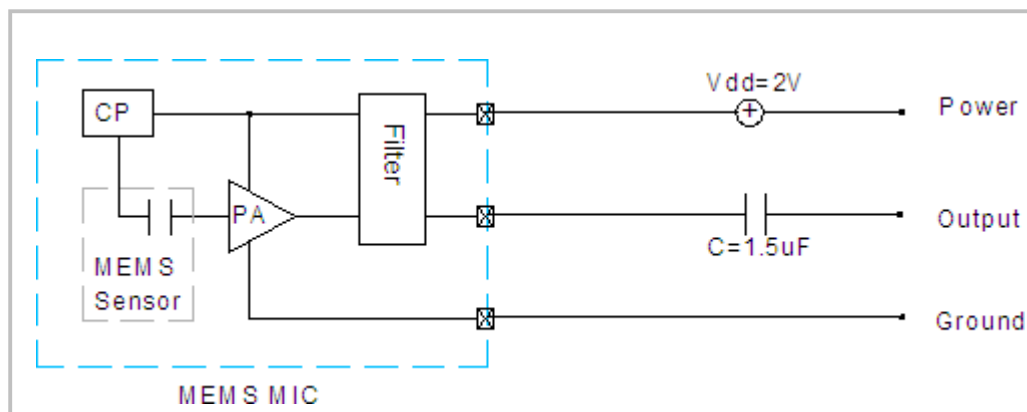 Vdd=2V
CP
+
Power
Filter
PA
Output
C=1.5uF
MEMS
Sensor
Ground
MEMS MIC